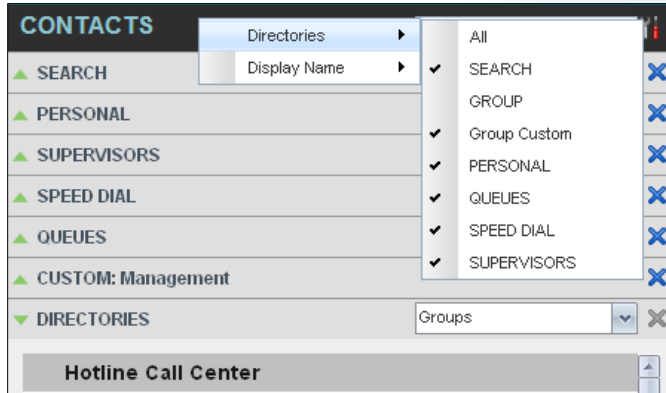 CONTACTS
Directories
Display Name
All
SEARCH
GROUP
Group Custom
PERSONAL
QUEUES
SPEED DIAL
SUPERVISORS
SEARCH
PERSONAL
SUPERVISORS
SPEED DIAL
QUEUES
CUSTOM: Management
DIRECTORIES
Groups
Hotline Call Center